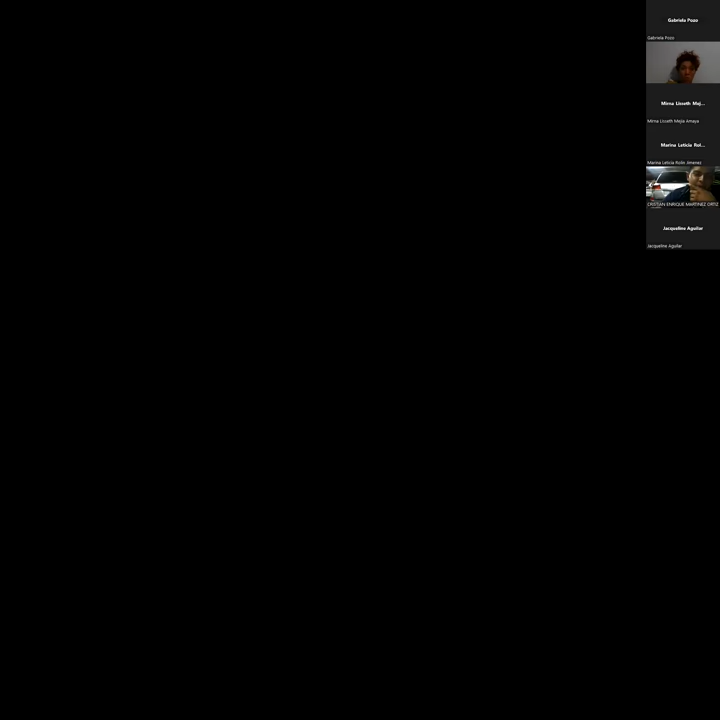 Gabriela Pozo
Gabriela Pozo
Mirna Lisseth Mej...
Mirna Lisseth Mejia Amaya
Marina Leticia Rol...
Marina Leticia Rolin Jimenez
CRISTIAN ENRIQUE MARTINEZ ORTIZ
Jacqueline Aguilar
Jacqueline Aguilar